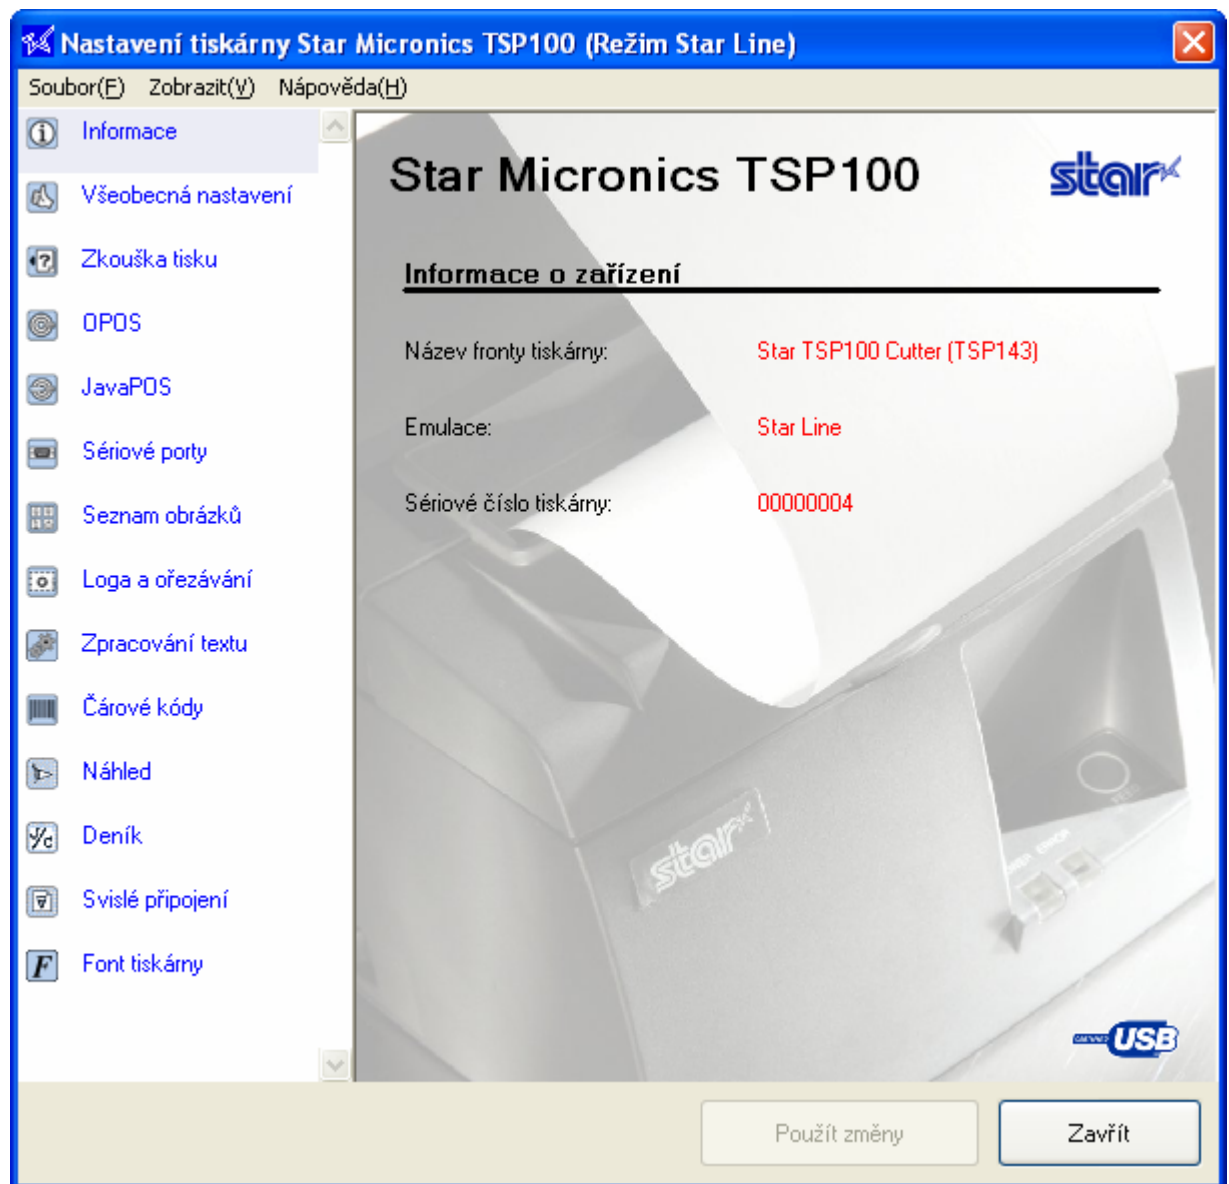 Nastavení tiskárny Star Micronics TSP100 (Režim Star Line)
Soubor(F) Zobrazit(V) Nápověda(H)
Informace
Všeobecná nastavení
Zkouška tisku
OPOS
JavaPOS
Sériové porty
Seznam obrázků
Loga a ořezávání
Zpracování textu
Čárové kódy
Náhled
Deník
Svislé připojení
Font tiskárny
Star Micronics TSP100
star
Informace o zařízení
Název fronty tiskárny: Star TSP100 Cutter (TSP143)
Emulace: Star Line
Sériové číslo tiskárny: 00000004
star
ERROR
USB
Použít změny
Zavřít